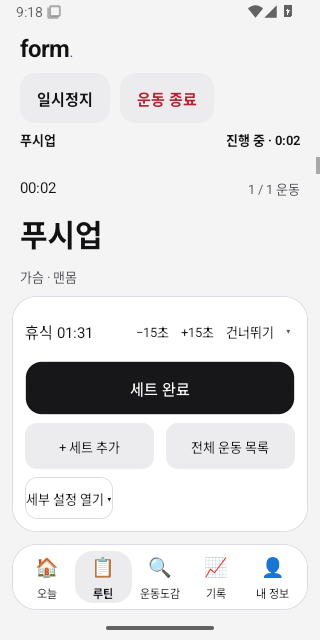 9:18
form.
일시정지 운동 종료
푸시업 진행 중 · 0:02
00:02 1 / 1 운동
푸시업
가슴 · 맨몸
휴식 01:31 −15초 +15초 건너뛰기 ▾
세트 완료
+ 세트 추가 전체 운동 목록
세부 설정 열기 ▾
오늘 루틴 운동도감 기록 내 정보